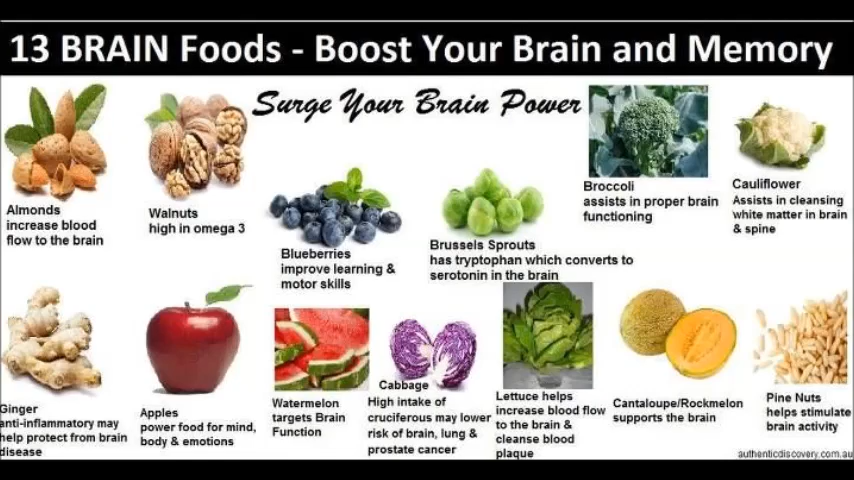 13 BRAIN Foods - Boost Your Brain and Memory
Surge Your Brain Power
Almonds
increase blood
flow to the brain
Walnuts
high in omega 3
Blueberries
improve learning &
motor skills
Brussels Sprouts
has tryptophan which converts to
serotonin in the brain
Broccoli
assists in proper brain
functioning
Cauliflower
Assists in cleansing
white matter in brain
& spine
Ginger
anti-inflammatory may
help protect from brain
disease
Apples
power food for mind,
body & emotions
Watermelon
targets Brain
Function
Cabbage
High intake of
cruciferous may lower
risk of brain, lung &
prostate cancer
Lettuce helps
increase blood flow
to the brain &
cleanse blood
plaque
Cantaloupe/Rockmelon
supports the brain
Pine Nuts
helps stimulate
brain activity
authenticdiscovery.com.au